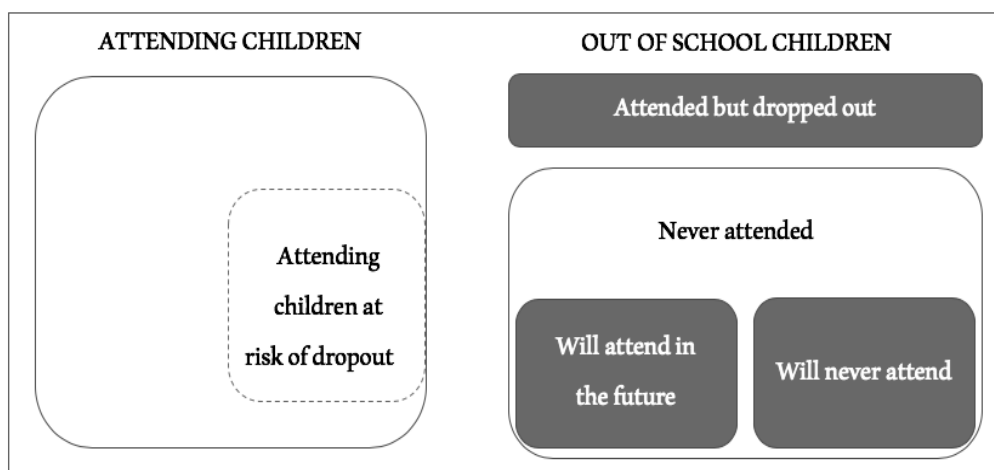 ATTENDING CHILDREN
Attending
children at
risk of dropout
OUT OF SCHOOL CHILDREN
Attended but dropped out
Never attended
Will attend in
the future
Will never attend